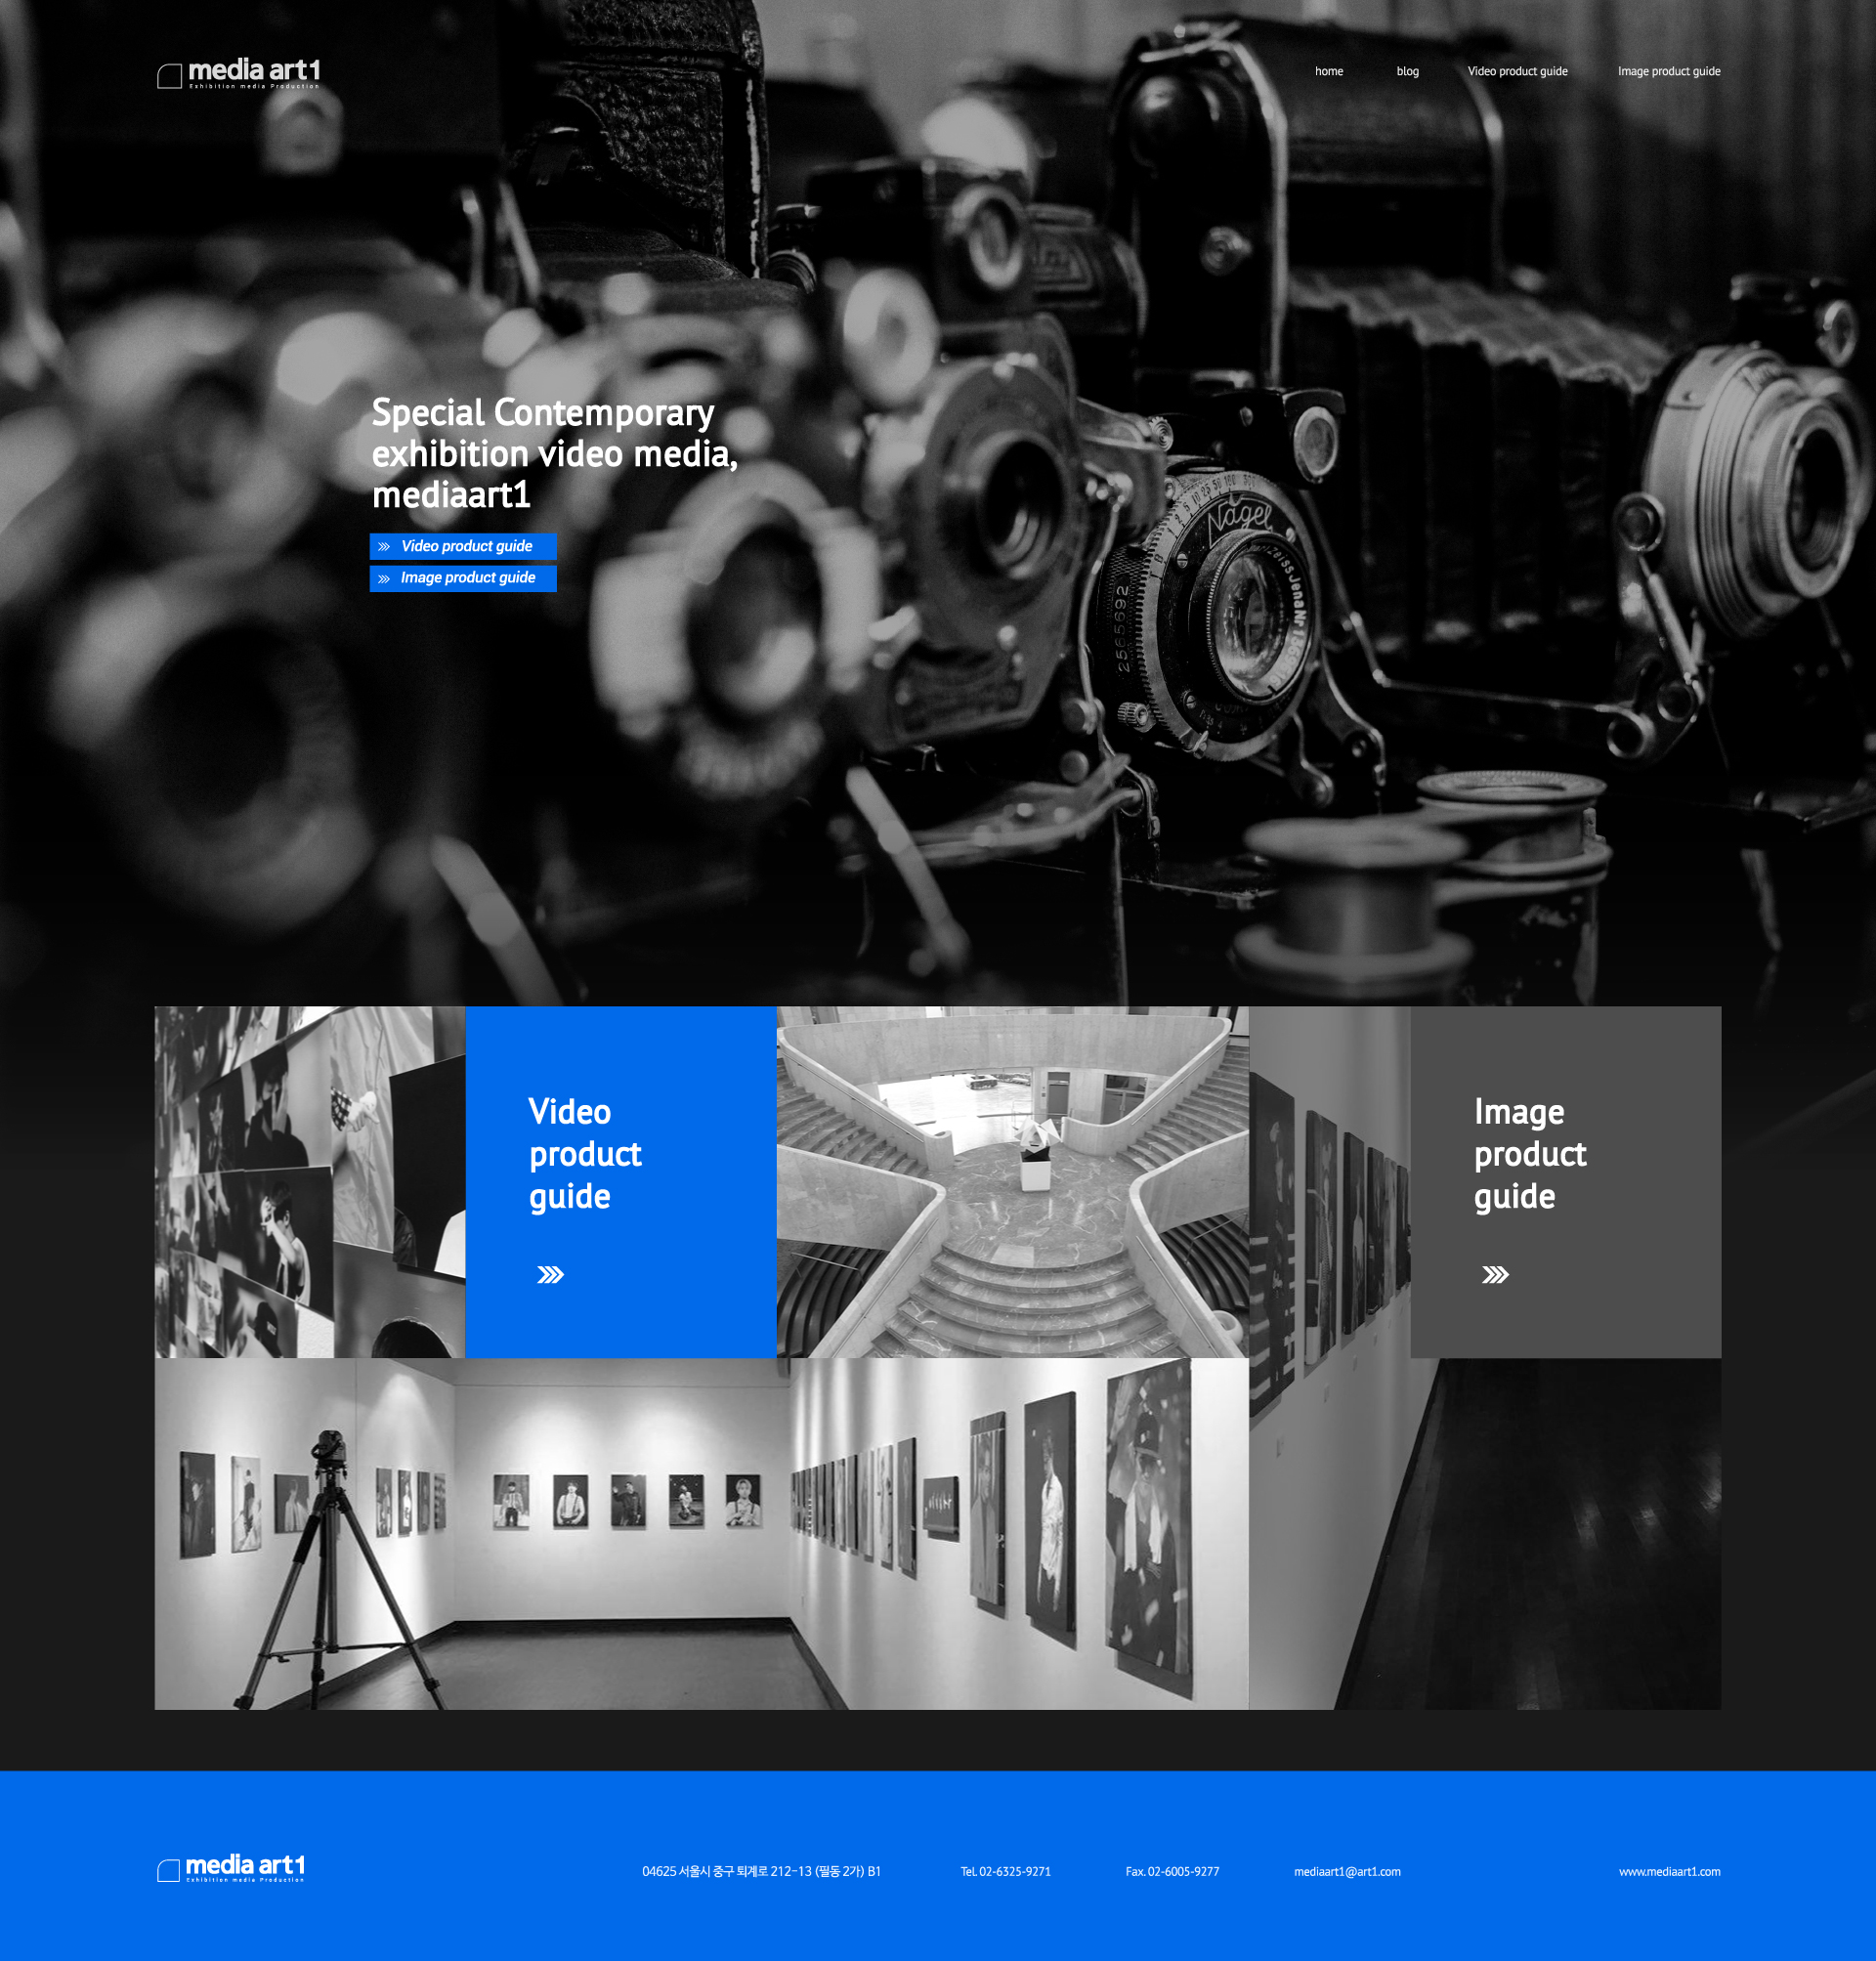 media art1
Exhibition media Production
home
blog
Video product guide
Image product guide
Special Contemporary
exhibition video media,
mediaart1
Video product guide
Image product guide
Nagel
2565692
Video
product
guide
Image
product
guide
media art1
Exhibition media Production
04625 서울시 중구 퇴계로 212-13 (필동 2가) B1
Tel. 02-6325-9271
Fax. 02-6005-9277
mediaart1@art1.com
www.mediaart1.com